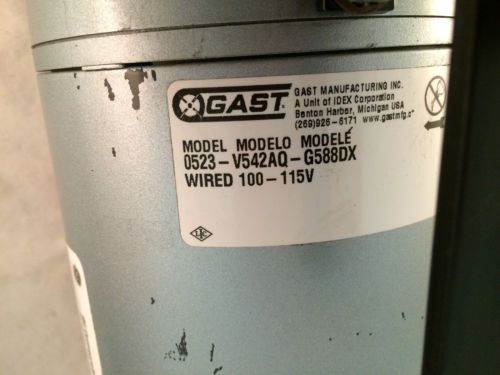 GAST
GAST MANUFACTURING INC.
A Unit of IDEX Corporation
Benton Harbor, Michigan USA
(269)926-6171 www.gastmfg.c
MODEL MODELO MODELÉ
0523-V542AQ-G588DX
WIRED 100-115V